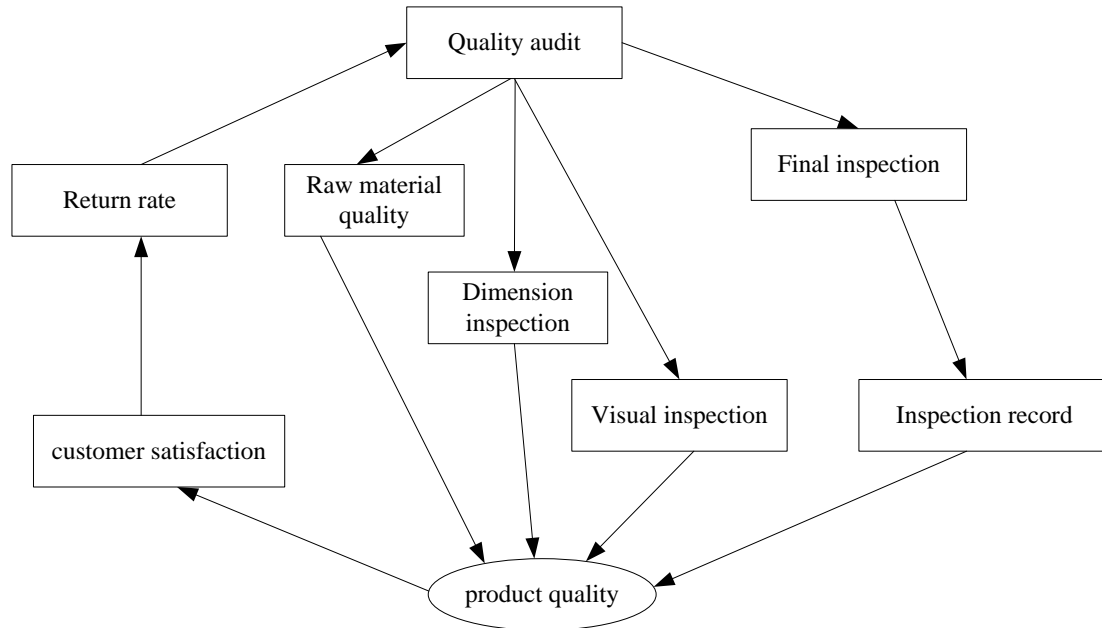 Quality audit
Final inspection
Return rate
Raw material
quality
Dimension
inspection
Visual inspection
Inspection record
customer satisfaction
product quality